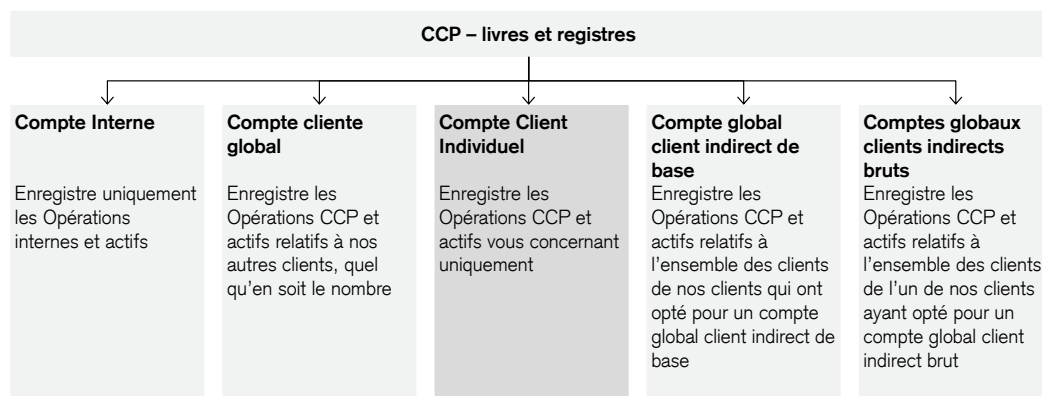 CCP – livres et registres
Compte Interne
Enregistre uniquement
les Opérations
internes et actifs
Compte cliente
global
Enregistre les
Opérations CCP et
actifs relatifs à nos
autres clients, quel
qu'en soit le nombre
Compte Client
Individuel
Enregistre les
Opérations CCP et
actifs vous concernant
uniquement
Compte global
client indirect de
base
Enregistre les
Opérations CCP et
actifs relatifs à
l'ensemble des clients
de nos clients qui ont
opté pour un compte
global client indirect de
base
Comptes globaux
clients indirects
bruts
Enregistre les
Opérations CCP et
actifs relatifs à
l'ensemble des clients
de l'un de nos clients
ayant opté pour un
compte global client
indirect brut